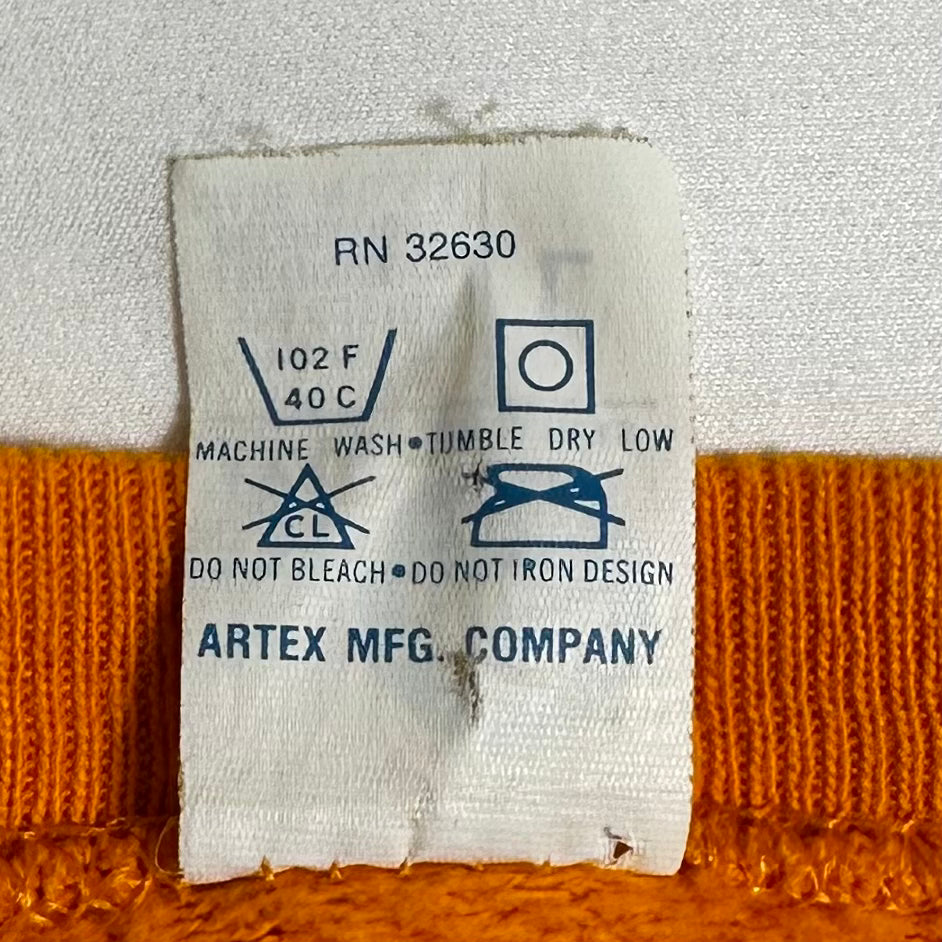 RN 32630
102 F
40 C
MACHINE WASH•TUMBLE DRY LOW
CL
DO NOT BLEACH•DO NOT IRON DESIGN
ARTEX MFG. COMPANY